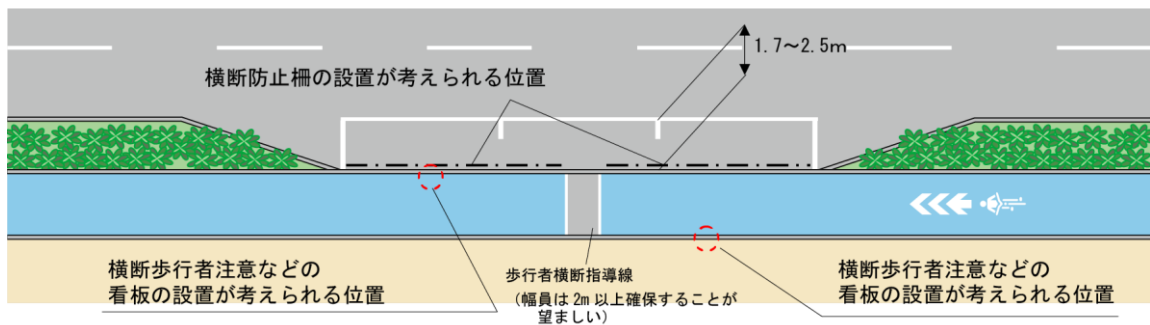 1.7～2.5m
横断防止柵の設置が考えられる位置
横断歩行者注意などの
看板の設置が考えられる位置
歩行者横断指導線
（幅員は2m以上確保することが
望ましい）
横断歩行者注意などの
看板の設置が考えられる位置